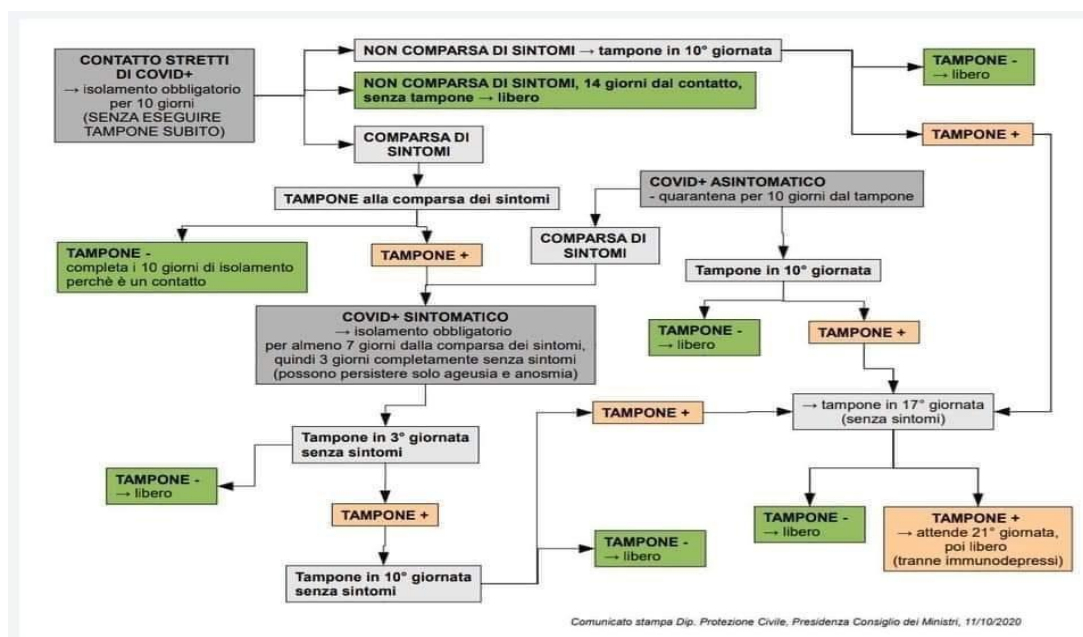 CONTATTO STRETTI
DI COVID+
→ isolamento obbligatorio
per 10 giorni
(SENZA ESEGUIRE
TAMPONE SUBITO)
NON COMPARSA DI SINTOMI → tampone in 10° giornata
NON COMPARSA DI SINTOMI, 14 giorni dal contatto,
senza tampone → libero
COMPARSA DI
SINTOMI
TAMPONE -
→ libero
TAMPONE +
TAMPONE alla comparsa dei sintomi
COVID+ ASINTOMATICO
- quarantena per 10 giorni dal tampone
TAMPONE -
completa i 10 giorni di isolamento
perchè è un contatto
TAMPONE +
COMPARSA DI
SINTOMI
Tampone in 10° giornata
COVID+ SINTOMATICO
→ isolamento obbligatorio
per almeno 7 giorni dalla comparsa dei sintomi,
quindi 3 giorni completamente senza sintomi
(possono persistere solo ageusia e anosmia)
TAMPONE -
→ libero
TAMPONE +
Tampone in 3° giornata
senza sintomi
TAMPONE +
→ tampone in 17° giornata
(senza sintomi)
TAMPONE -
→ libero
TAMPONE +
Tampone in 10° giornata
senza sintomi
TAMPONE -
→ libero
TAMPONE -
→ libero
TAMPONE +
→ attende 21° giornata,
poi libero
(tranne immunodepressi)
Comunicato stampa Dip. Protezione Civile, Presidenza Consiglio dei Ministri, 11/10/2020